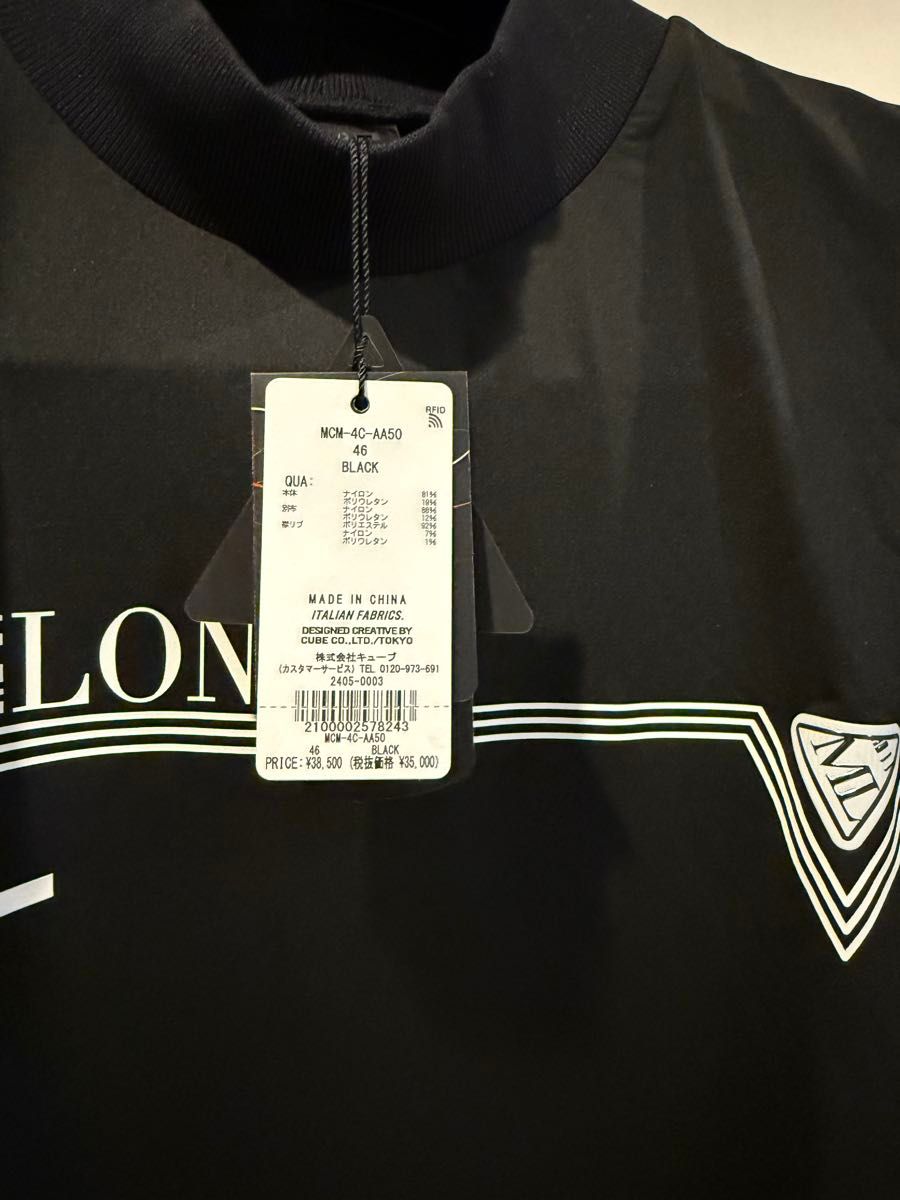 RFID
MCM-4C-AA50
46
BLACK
QUA:
本体 ナイロン 81%
ポリウレタン 19%
別布 ナイロン 88%
ポリウレタン 12%
襟リブ ポリエステル 92%
ナイロン 7%
ポリウレタン 1%
MADE IN CHINA
ITALIAN FABRICS.
DESIGNED CREATIVE BY
CUBE CO.,LTD./TOKYO
株式会社キューブ
(カスタマーサービス) TEL 0120-973-691
2405-0003
2100002578243
MCM-4C-AA50
46 BLACK
PRICE: ¥38,500 (税抜価格 ¥35,000)
LON
ML